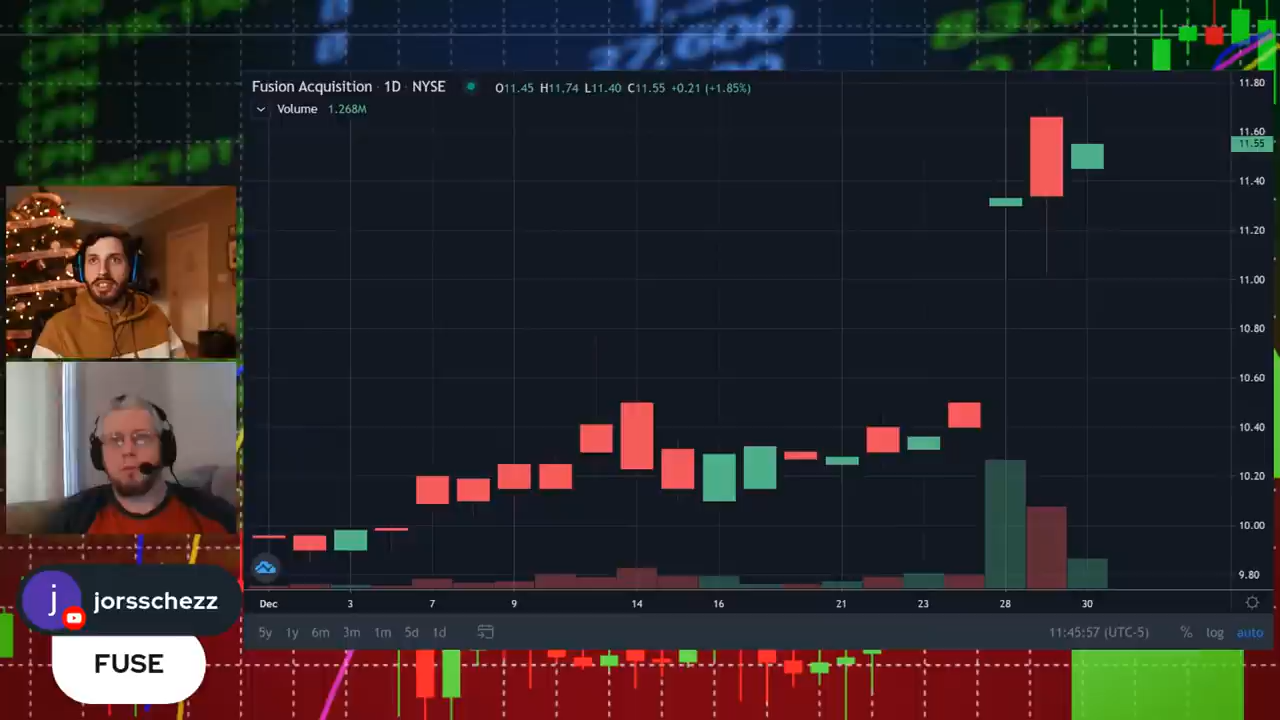 27,600
Fusion Acquisition · 1D · NYSE
O11.45 H11.74 L11.40 C11.55 +0.21 (+1.85%)
Volume 1.268M
11.80
11.60
11.55
11.40
11.20
11.00
10.80
10.60
10.40
10.20
10.00
9.80
Dec 3 7 9 14 16 21 23 28 30
5y 1y 6m 3m 1m 5d 1d
11:45:57 (UTC-5) % log auto
j jorsschezz
FUSE